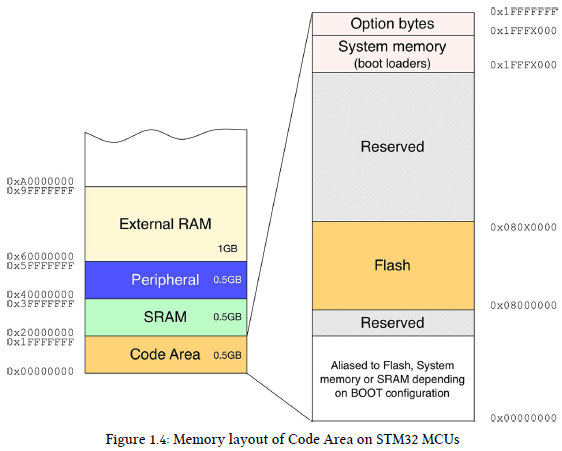 0xA0000000
0x9FFFFFFF
External RAM
1GB
0x60000000
0x5FFFFFFF
Peripheral 0.5GB
0x40000000
0x3FFFFFFF
SRAM 0.5GB
0x20000000
0x1FFFFFFF
Code Area 0.5GB
0x00000000
0x1FFFFFFF
Option bytes
0x1FFFX000
System memory
(boot loaders)
0x1FFFX000
Reserved
0x080X0000
Flash
0x08000000
Reserved
Aliased to Flash, System
memory or SRAM depending
on BOOT configuration
0x00000000
Figure 1.4: Memory layout of Code Area on STM32 MCUs